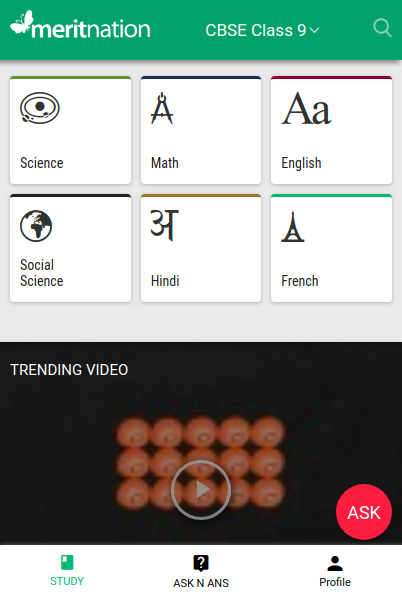 meritnation
CBSE Class 9
Aa
Science
Math
English
अ
Social
Science
Hindi
French
TRENDING VIDEO
ASK
STUDY
ASK N ANS
Profile